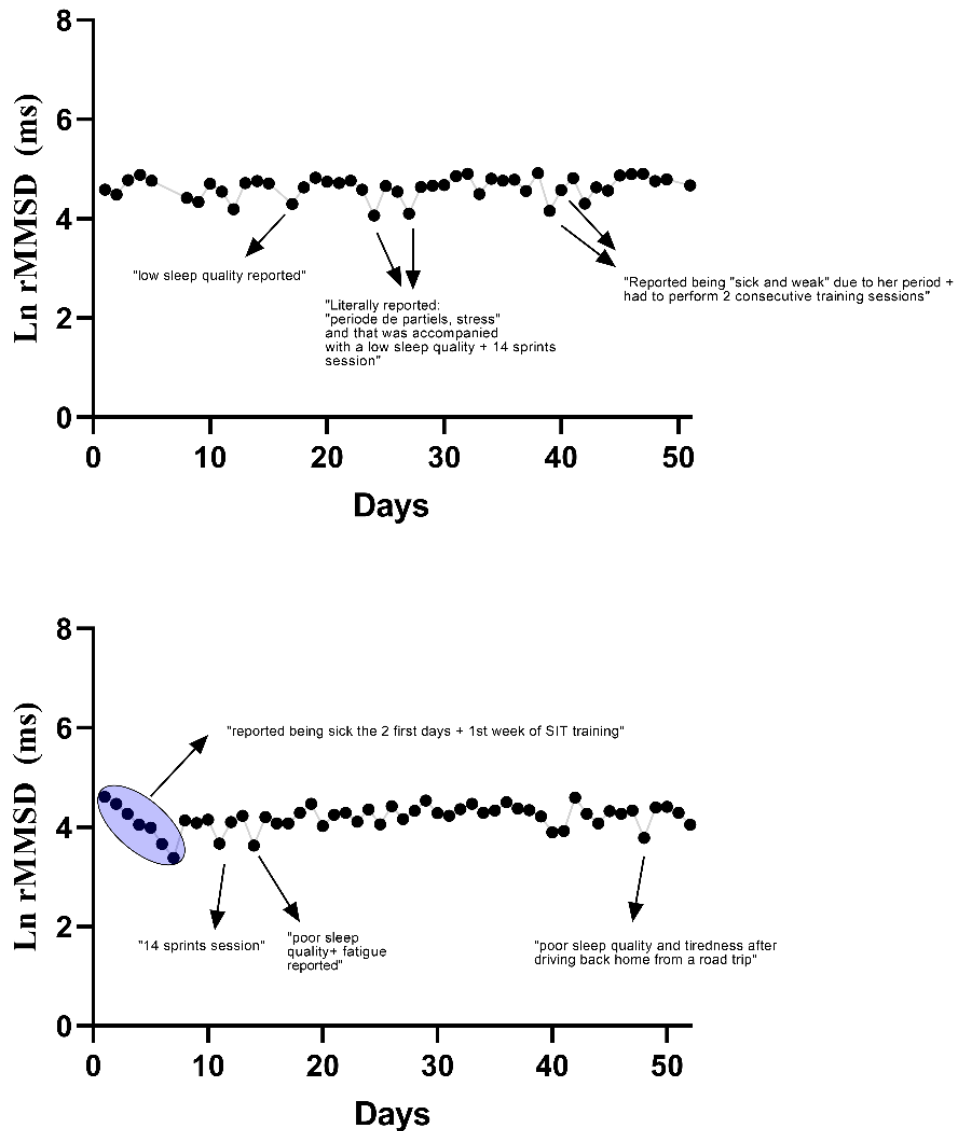 8
6
4
2
0
Ln rMMSD (ms)
"low sleep quality reported"
"Literally reported:
"periode de partiels, stress"
and that was accompanied
with a low sleep quality + 14 sprints
session"
"Reported being "sick and weak" due to her period +
had to perform 2 consecutive training sessions"
0 10 20 30 40 50
Days
8
6
4
2
0
Ln rMMSD (ms)
"reported being sick the 2 first days + 1st week of SIT training"
"14 sprints session"
"poor sleep
quality+ fatigue
reported"
"poor sleep quality and tiredness after
driving back home from a road trip"
0 10 20 30 40 50
Days